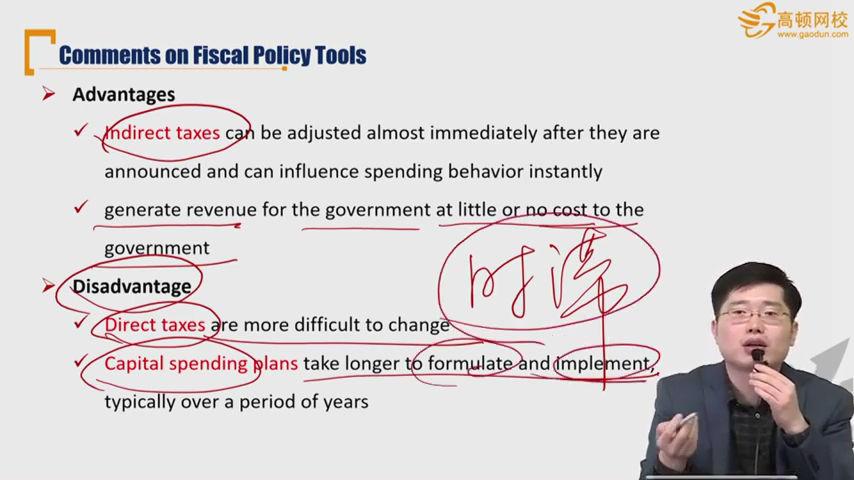 高顿网校
www.gaodun.com
Comments on Fiscal Policy Tools
Advantages
Indirect taxes can be adjusted almost immediately after they are
announced and can influence spending behavior instantly
generate revenue for the government at little or no cost to the
government
时滞
Disadvantage
Direct taxes are more difficult to change
Capital spending plans take longer to formulate and implement,
typically over a period of years